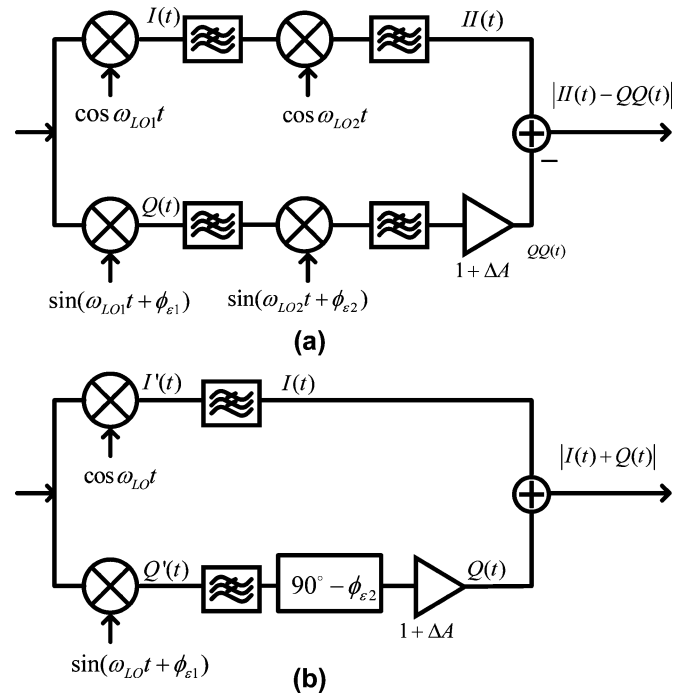 I(t)
II(t)
cos ω_{LO1}t
cos ω_{LO2}t
|II(t) − QQ(t)|
+
−
Q(t)
QQ(t)
1 + ΔA
sin(ω_{LO1}t + ϕ_{ε1})
sin(ω_{LO2}t + ϕ_{ε2})
(a)
I'(t)
I(t)
cos ω_{LO}t
|I(t) + Q(t)|
+
Q'(t)
90° − ϕ_{ε2}
Q(t)
1 + ΔA
sin(ω_{LO}t + ϕ_{ε1})
(b)